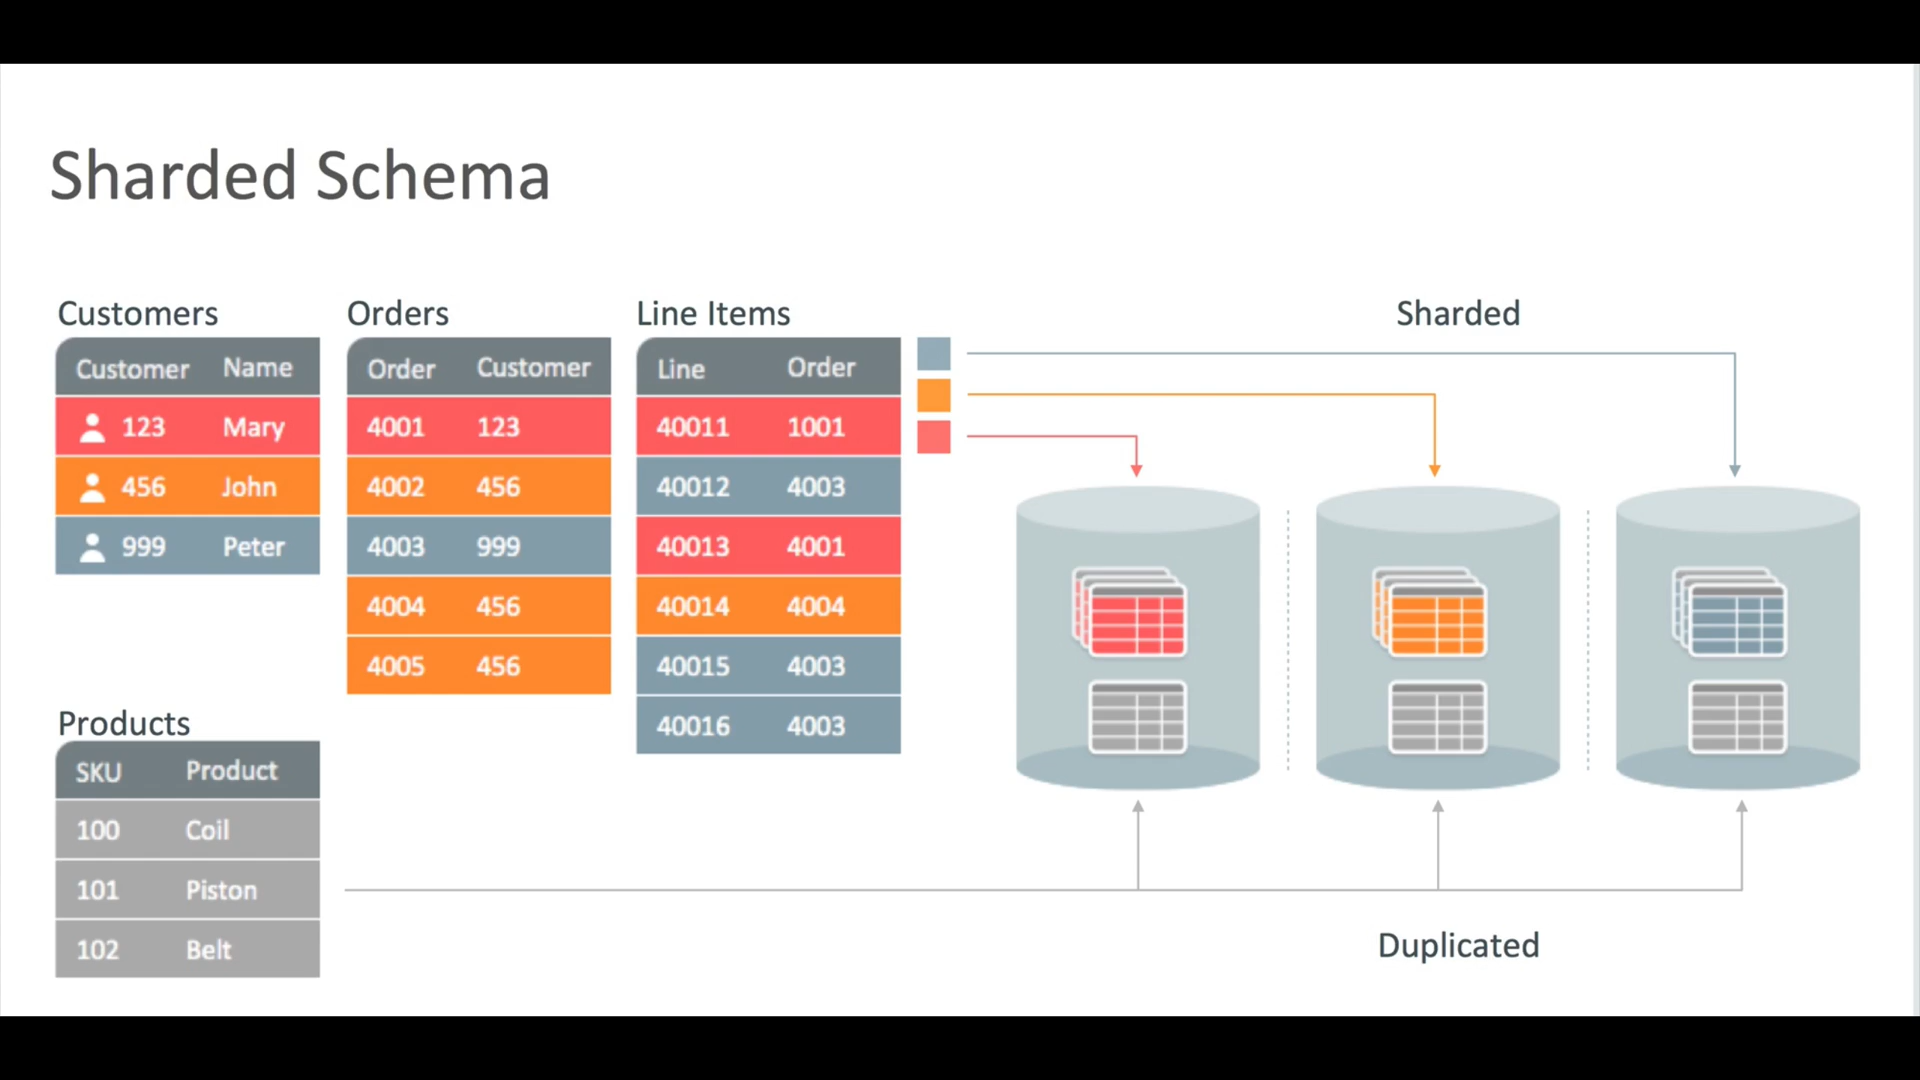 Sharded Schema
Customers
Customer Name
123 Mary
456 John
999 Peter
Orders
Order Customer
4001 123
4002 456
4003 999
4004 456
4005 456
Line Items
Line Order
40011 1001
40012 4003
40013 4001
40014 4004
40015 4003
40016 4003
Sharded
Products
SKU Product
100 Coil
101 Piston
102 Belt
Duplicated